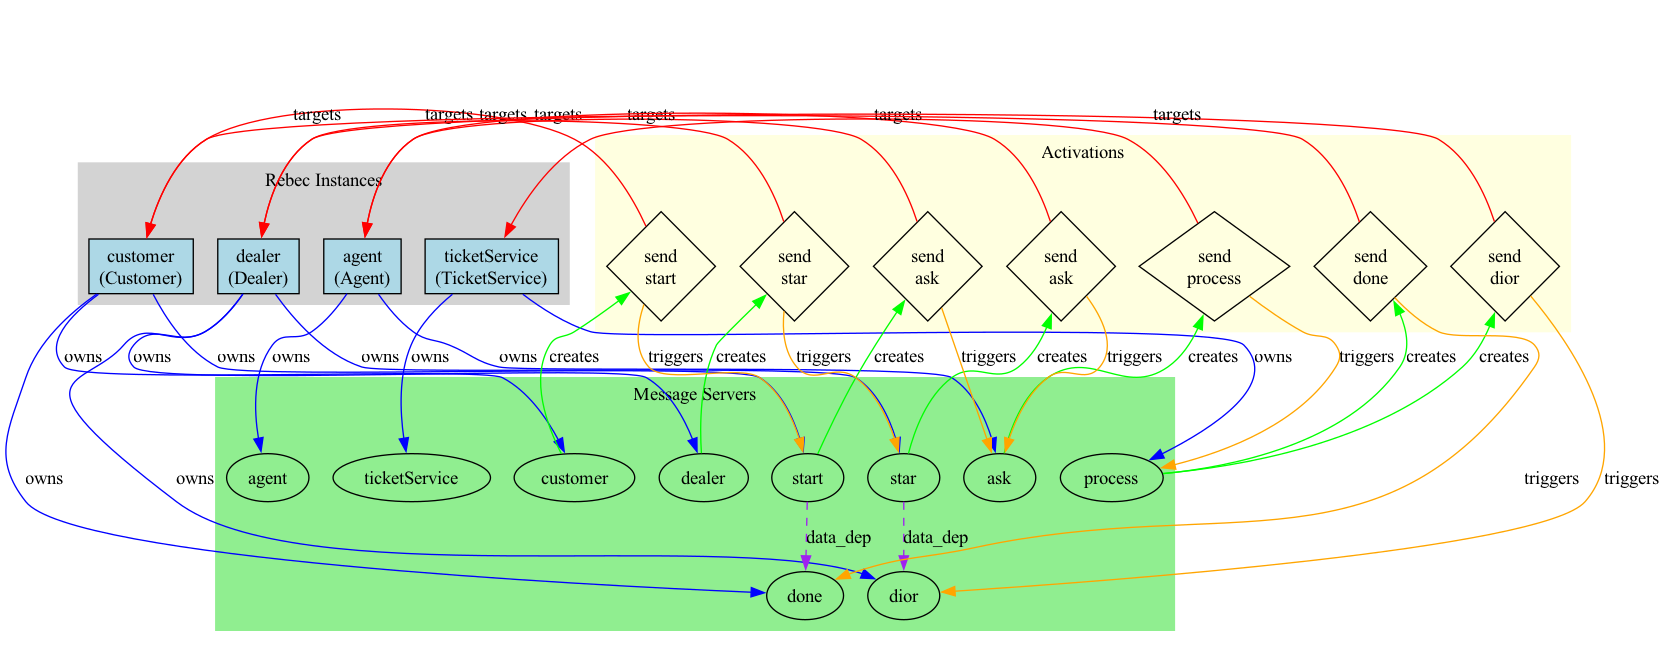 targets
targets
targets
targets
targets
targets
targets
Activations
Rebec Instances
customer
(Customer)
dealer
(Dealer)
agent
(Agent)
ticketService
(TicketService)
send
start
send
star
send
ask
send
ask
send
process
send
done
send
dior
owns
owns
owns
owns
owns
owns
owns
creates
triggers
creates
triggers
creates
triggers
creates
triggers
creates
owns
triggers
creates
creates
Message Servers
owns
owns
agent
ticketService
customer
dealer
start
star
ask
process
triggers
triggers
data_dep
data_dep
done
dior